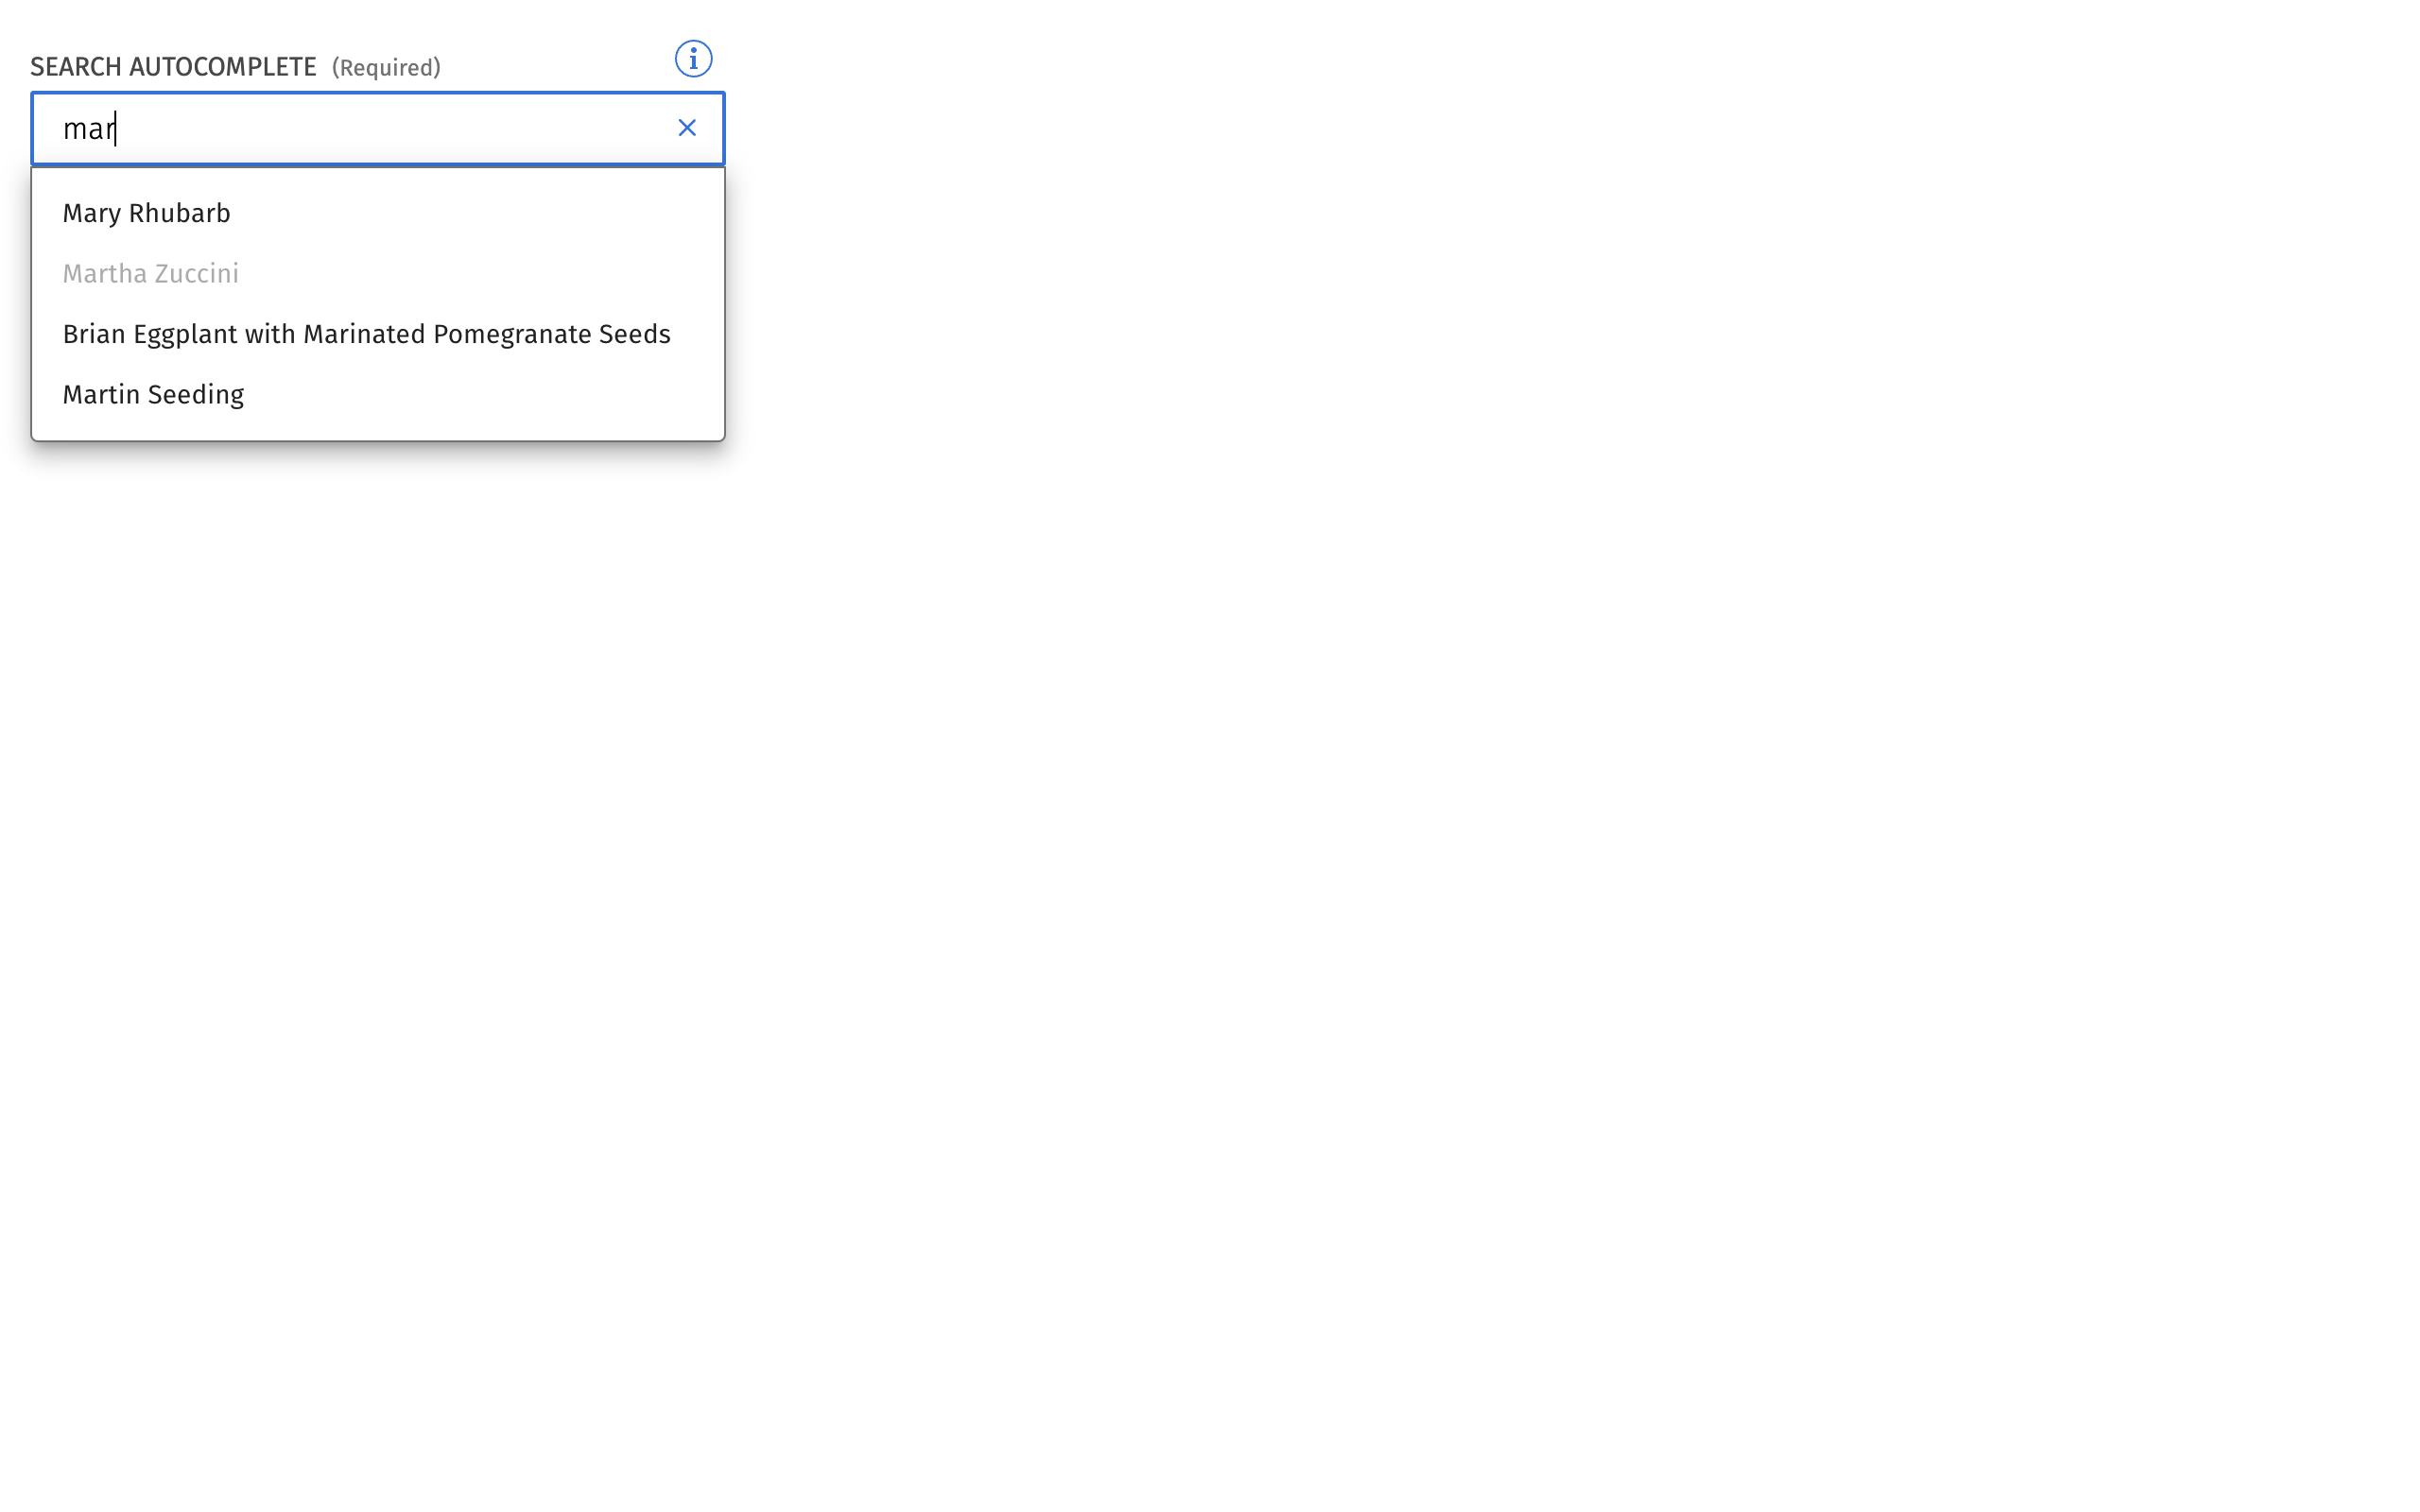 SEARCH AUTOCOMPLETE (Required)
mar
Mary Rhubarb
Martha Zuccini
Brian Eggplant with Marinated Pomegranate Seeds
Martin Seeding